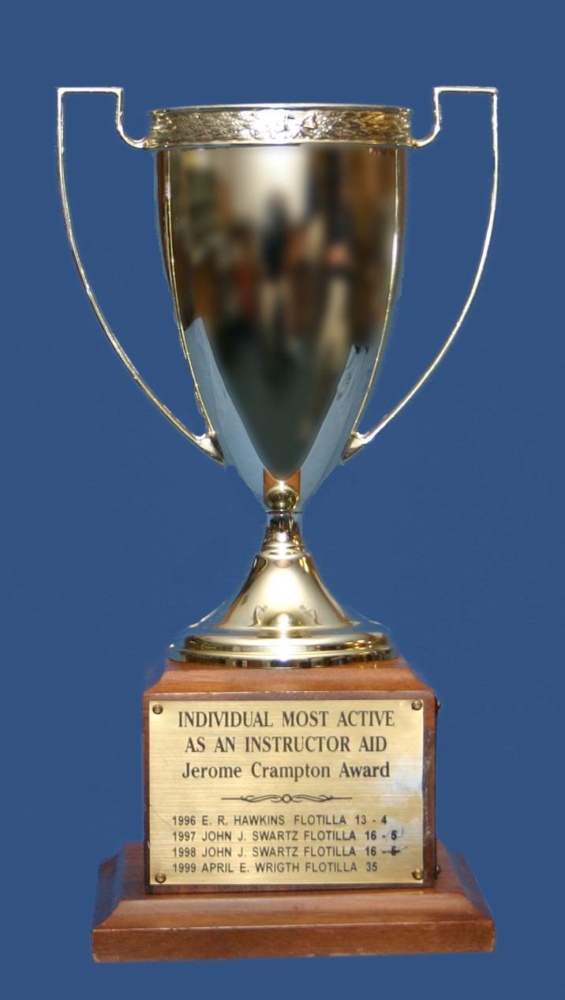 INDIVIDUAL MOST ACTIVE
AS AN INSTRUCTOR AID
Jerome Crampton Award
1996 E. R. HAWKINS FLOTILLA 13 - 4
1997 JOHN J. SWARTZ FLOTILLA 16 - 5
1998 JOHN J. SWARTZ FLOTILLA 16 - 5
1999 APRIL E. WRIGTH FLOTILLA 35